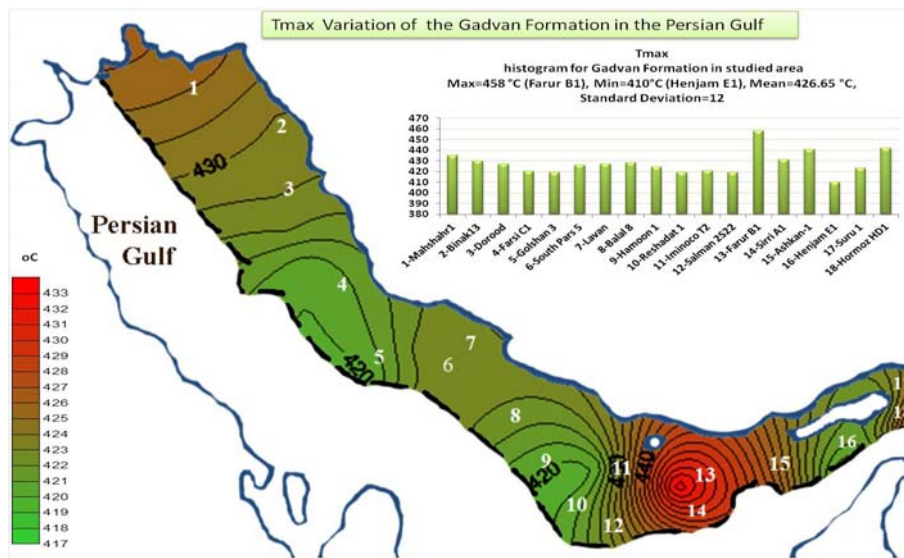 Tmax Variation of the Gadvan Formation in the Persian Gulf
Tmax
histogram for Gadvan Formation in studied area
Max=458 °C (Farur B1), Min=410°C (Henjam E1), Mean=426.65 °C,
Standard Deviation=12
470
460
450
440
430
420
410
400
390
380
1-Mahshahr1
2-Binak13
3-Dorood
4-Farsi C1
5-Golshan 3
6-South Pars 5
7-Lavan
8-Balal 8
9-Hamoon 1
10-Reshadat 1
11-Iminoco T2
12-Salman 2S22
13-Farur B1
14-Sirri A1
15-Ashkan-1
16-Henjam E1
17-Suru 1
18-Hormoz HD1
1
2
430
3
Persian
Gulf
4
420
5
6
7
8
9
420
10
11
12
440
13
14
15
16
oC
433
432
431
430
429
428
427
426
425
424
423
422
421
420
419
418
417